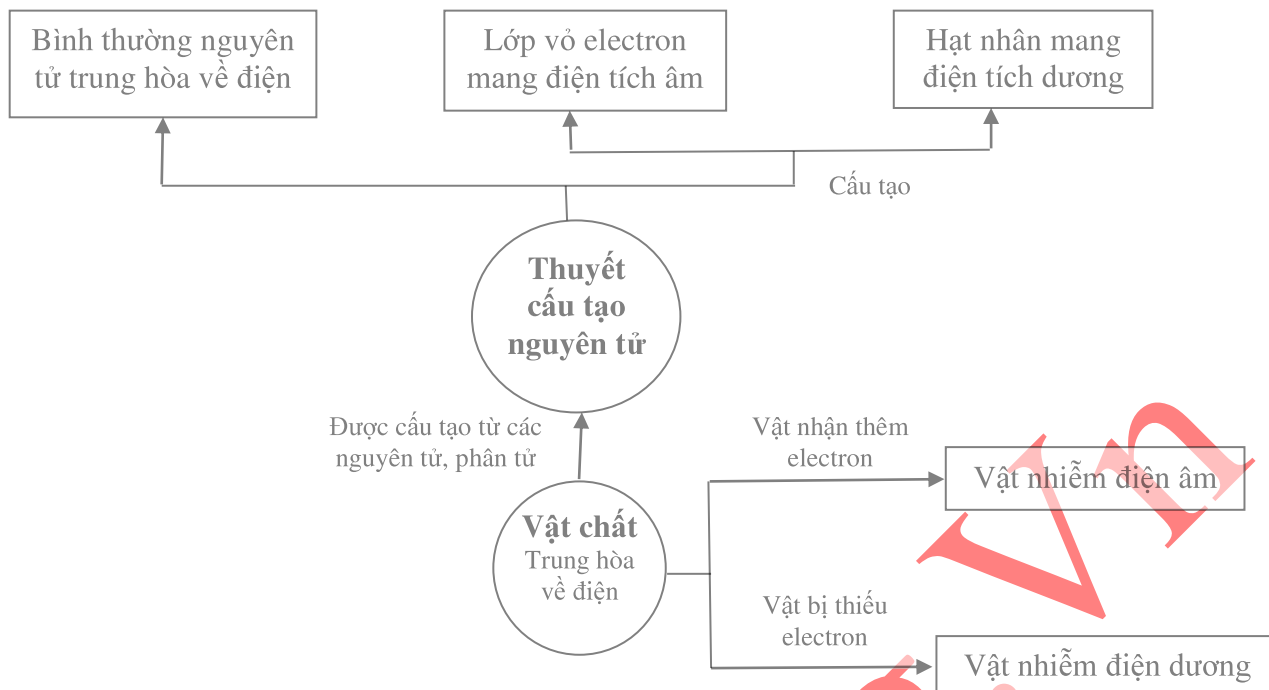 Bình thường nguyên
tử trung hòa về điện
Lớp vỏ electron
mang điện tích âm
Hạt nhân mang
điện tích dương
Cấu tạo
Thuyết
cấu tạo
nguyên tử
Được cấu tạo từ các
nguyên tử, phân tử
Vật nhận thêm
electron
Vật nhiễm điện âm
Vật chất
Trung hòa
về điện
Vật bị thiếu
electron
Vật nhiễm điện dương
Vn